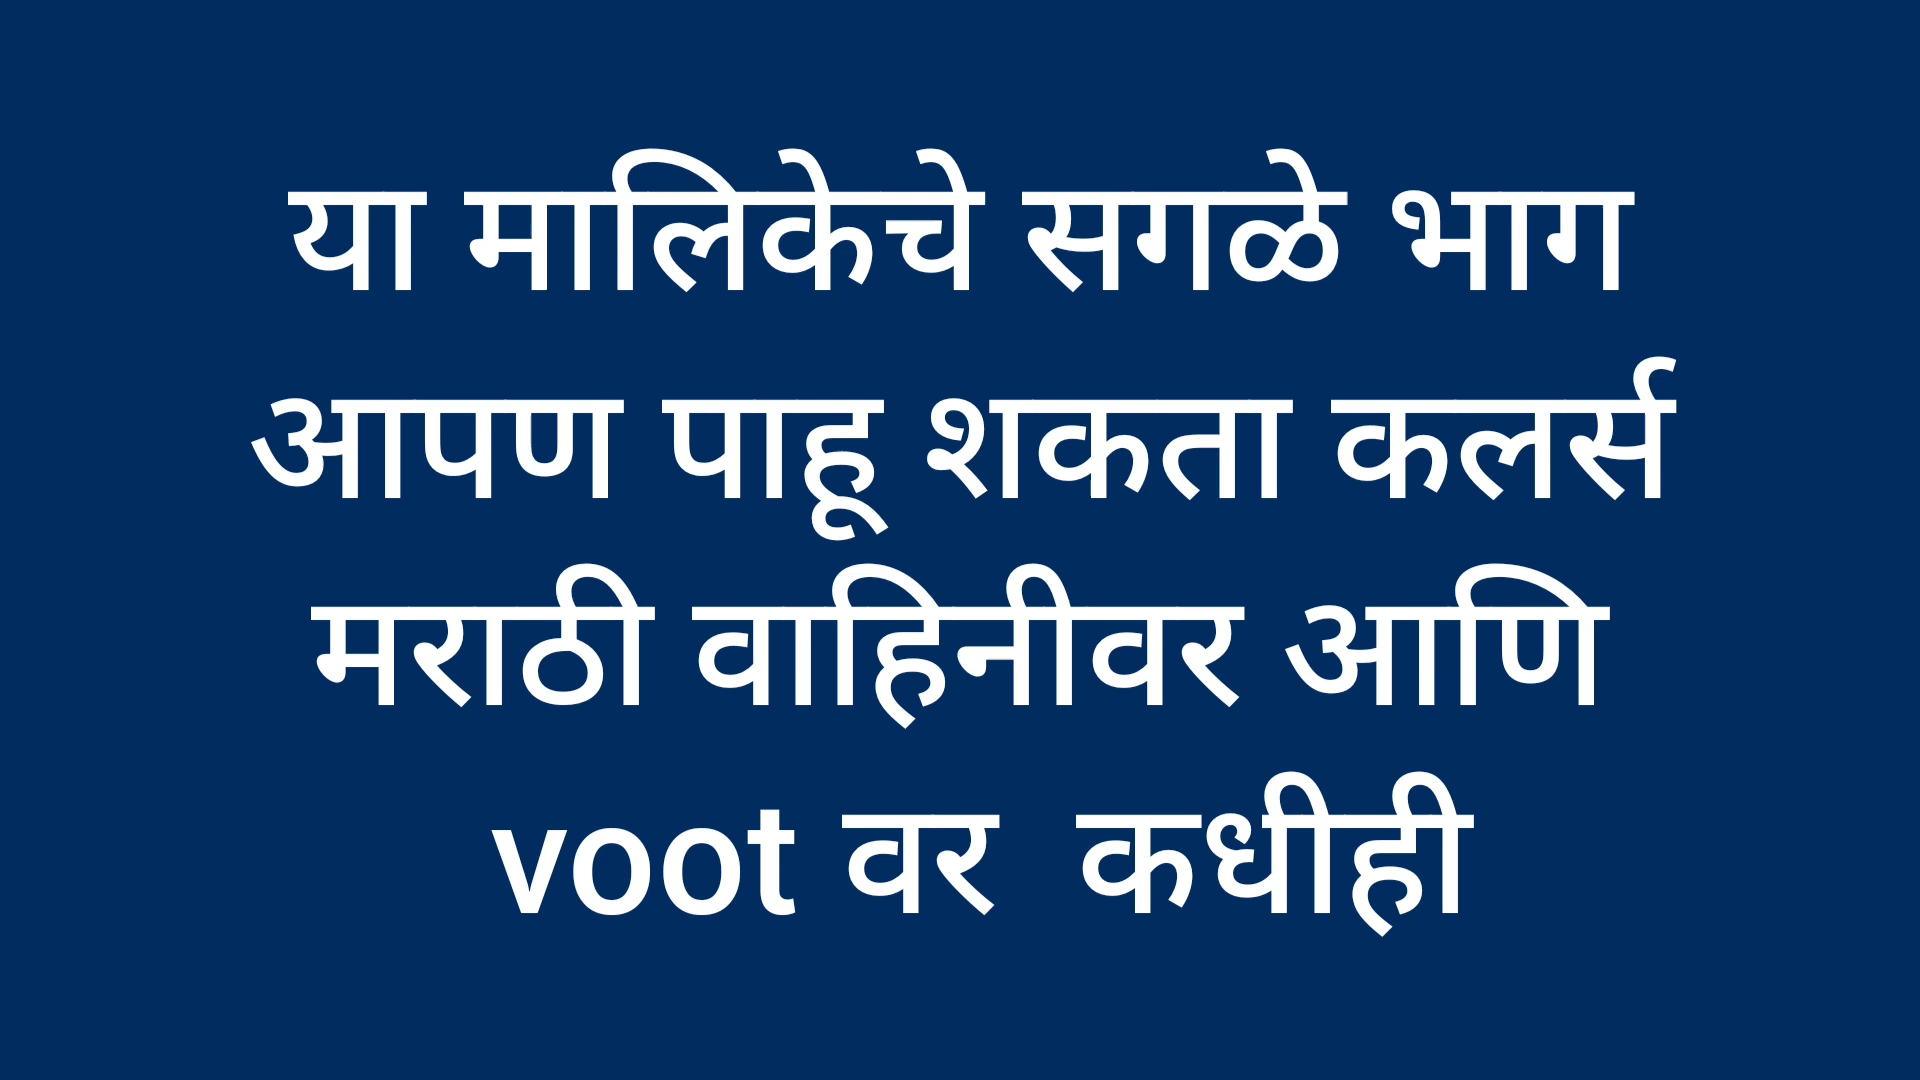 या मालिकेचे सगळे भाग
आपण पाहू शकता कलर्स
मराठी वाहिनीवर आणि
voot वर  कधीही